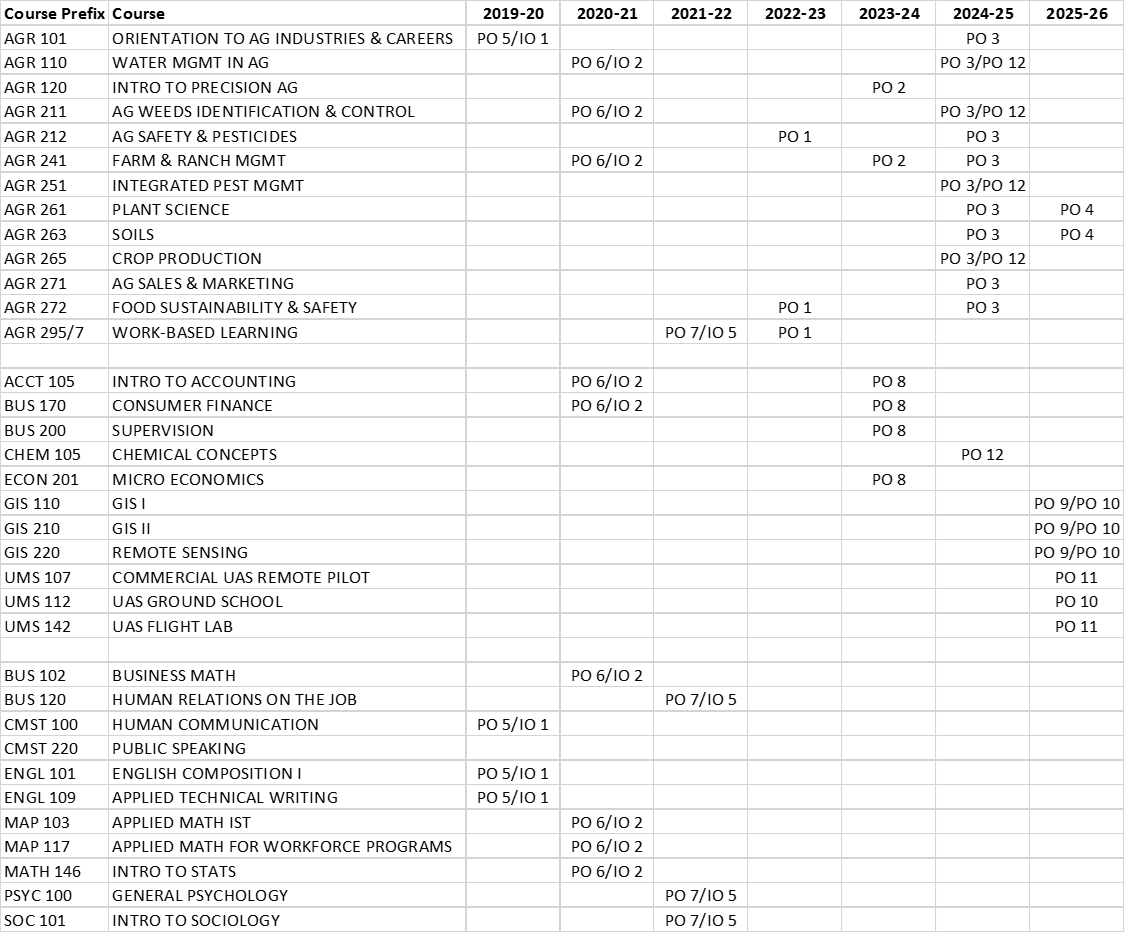 Course Prefix Course 2019-20 2020-21 2021-22 2022-23 2023-24 2024-25 2025-26
AGR 101 ORIENTATION TO AG INDUSTRIES & CAREERS PO 5/IO 1 PO 3
AGR 110 WATER MGMT IN AG PO 6/IO 2 PO 3/PO 12
AGR 120 INTRO TO PRECISION AG PO 2
AGR 211 AG WEEDS IDENTIFICATION & CONTROL PO 6/IO 2 PO 3/PO 12
AGR 212 AG SAFETY & PESTICIDES PO 1 PO 3
AGR 241 FARM & RANCH MGMT PO 6/IO 2 PO 2 PO 3
AGR 251 INTEGRATED PEST MGMT PO 3/PO 12
AGR 261 PLANT SCIENCE PO 3 PO 4
AGR 263 SOILS PO 3 PO 4
AGR 265 CROP PRODUCTION PO 3/PO 12
AGR 271 AG SALES & MARKETING PO 3
AGR 272 FOOD SUSTAINABILITY & SAFETY PO 1 PO 3
AGR 295/7 WORK-BASED LEARNING PO 7/IO 5 PO 1
ACCT 105 INTRO TO ACCOUNTING PO 6/IO 2 PO 8
BUS 170 CONSUMER FINANCE PO 6/IO 2 PO 8
BUS 200 SUPERVISION PO 8
CHEM 105 CHEMICAL CONCEPTS PO 12
ECON 201 MICRO ECONOMICS PO 8
GIS 110 GIS I PO 9/PO 10
GIS 210 GIS II PO 9/PO 10
GIS 220 REMOTE SENSING PO 9/PO 10
UMS 107 COMMERCIAL UAS REMOTE PILOT PO 11
UMS 112 UAS GROUND SCHOOL PO 10
UMS 142 UAS FLIGHT LAB PO 11
BUS 102 BUSINESS MATH PO 6/IO 2
BUS 120 HUMAN RELATIONS ON THE JOB PO 7/IO 5
CMST 100 HUMAN COMMUNICATION PO 5/IO 1
CMST 220 PUBLIC SPEAKING
ENGL 101 ENGLISH COMPOSITION I PO 5/IO 1
ENGL 109 APPLIED TECHNICAL WRITING PO 5/IO 1
MAP 103 APPLIED MATH IST PO 6/IO 2
MAP 117 APPLIED MATH FOR WORKFORCE PROGRAMS PO 6/IO 2
MATH 146 INTRO TO STATS PO 6/IO 2
PSYC 100 GENERAL PSYCHOLOGY PO 7/IO 5
SOC 101 INTRO TO SOCIOLOGY PO 7/IO 5